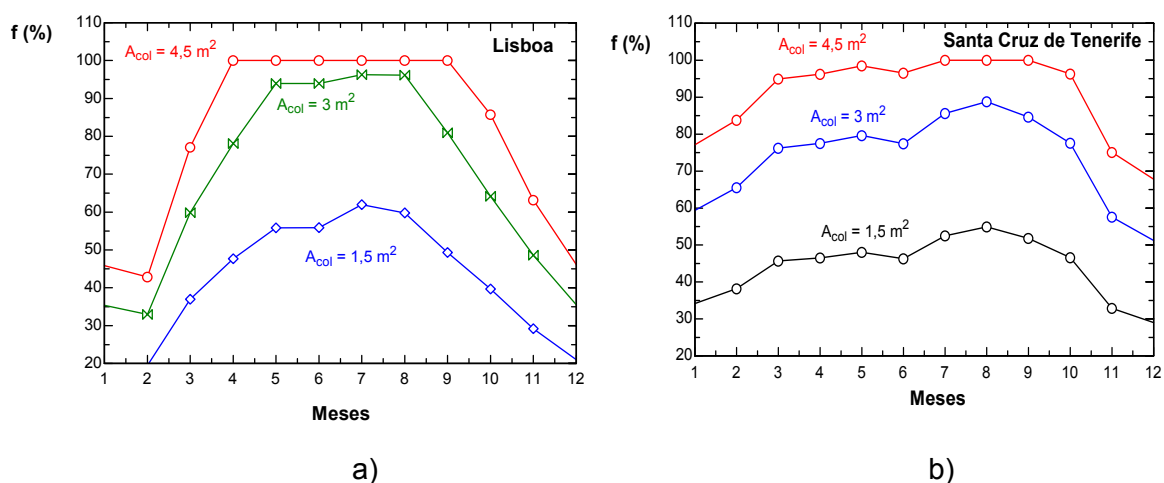 f (%)
110
100
90
80
70
60
50
40
30
20
Lisboa
A_col = 4,5 m²
A_col = 3 m²
A_col = 1,5 m²
1 2 3 4 5 6 7 8 9 10 11 12
Meses
a)
f (%)
110
100
90
80
70
60
50
40
30
20
Santa Cruz de Tenerife
A_col = 4,5 m²
A_col = 3 m²
A_col = 1,5 m²
1 2 3 4 5 6 7 8 9 10 11 12
Meses
b)